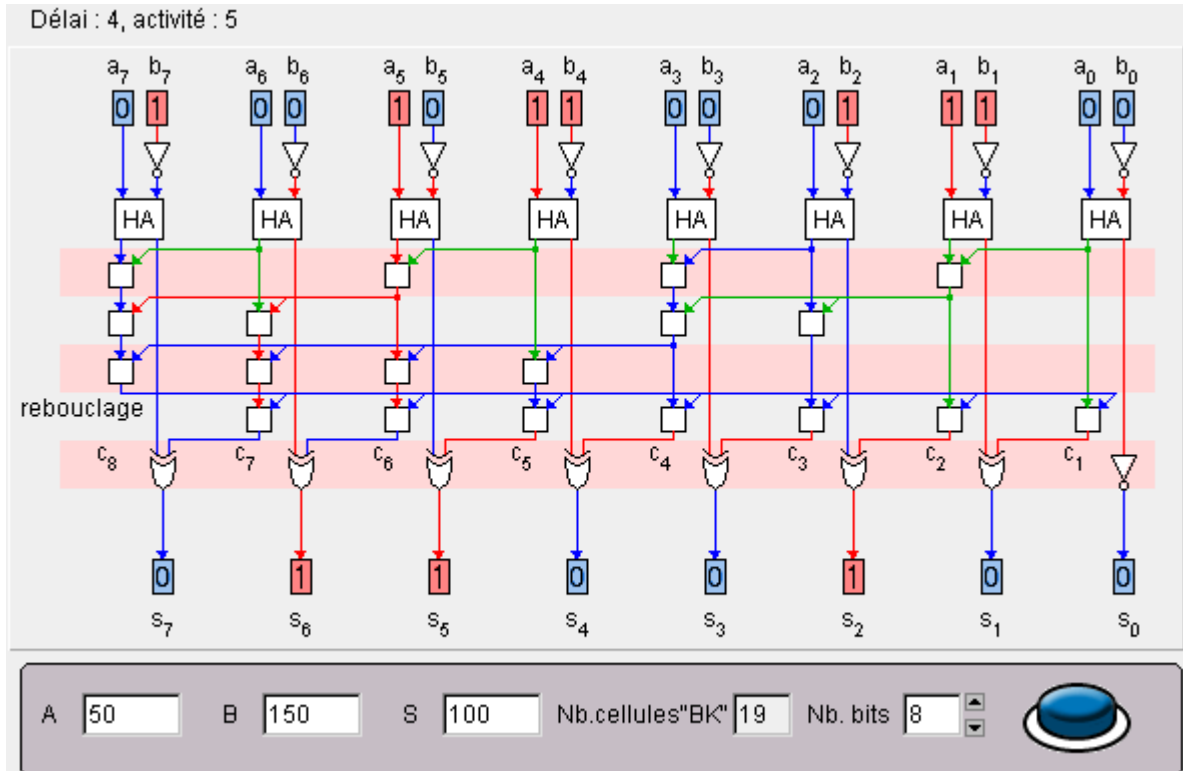 Délai : 4, activité : 5
a7 b7 a6 b6 a5 b5 a4 b4 a3 b3 a2 b2 a1 b1 a0 b0
0 1 0 0 1 0 1 1 0 0 0 1 1 1 0 0
HA HA HA HA HA HA HA HA
rebouclage
c8 c7 c6 c5 c4 c3 c2 c1
0 1 1 0 0 1 0 0
s7 s6 s5 s4 s3 s2 s1 s0
A 50 B 150 S 100 Nb.cellules"BK" 19 Nb. bits 8